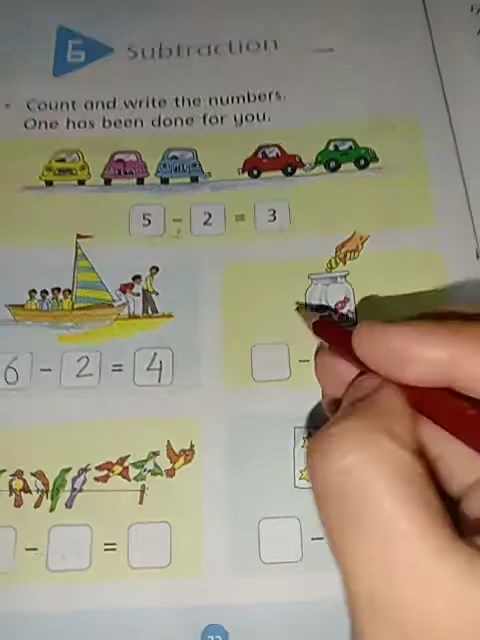 6 Subtraction
Count and write the numbers.
One has been done for you.
5 - 2 = 3
6 - 2 = 4
-
- =
-